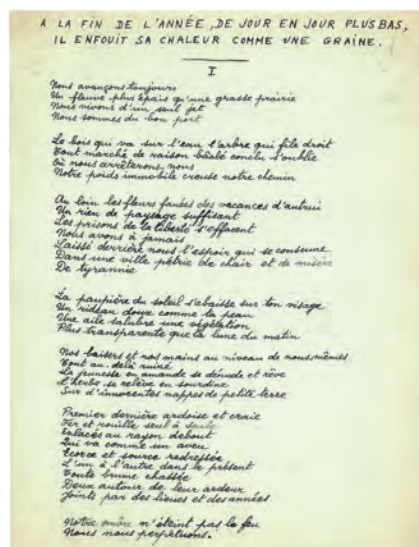 A LA FIN DE L'ANNÉE, DE JOUR EN JOUR PLUS BAS,
IL ENFOUIT SA CHALEUR COMME UNE GRAINE.
I
Nous avançons toujours
Un fleuve plus épais qu'une grasse prairie
Nous vivons d'un seul jet
Nous sommes du bon port
Le bois qui va sur l'eau l'arbre qui file droit
Tout marché de raison bâclé conclu s'oublie
Où nous arrêterons-nous
Notre poids immobile creuse notre chemin
Au loin les fleurs fanées des vacances d'autrui
Un rien de paysage suffisant
Les prisons de la liberté s'effacent
Nous avons à jamais
Laissé derrière nous l'espoir qui se consume
Dans une ville pétrie de chair et de misère
De tyrannie
La paupière du soleil s'abaisse sur ton visage
Un rideau doux comme la peau
Une aile salubre une végétation
Plus transparente que la lune du matin
Nos baisers et nos mains au niveau de nous-mêmes
Tout au-delà ruiné
La jeunesse en amande se dénude et rêve
L'herbe se relève en sourdine
Sur d'innocentes nappes de petite terre
Premier dernière ardoise et craie
Fer et rouille seul à seule
Enlacés au rayon debout
Qui va comme un aveu
Ecorce et source redressée
L'un à l'autre dans le présent
Toute brume chassée
Deux autour de leur ardeur
Joints par des lieues et des années
Notre ombre n'éteint pas le feu
Nous nous perpétuons.